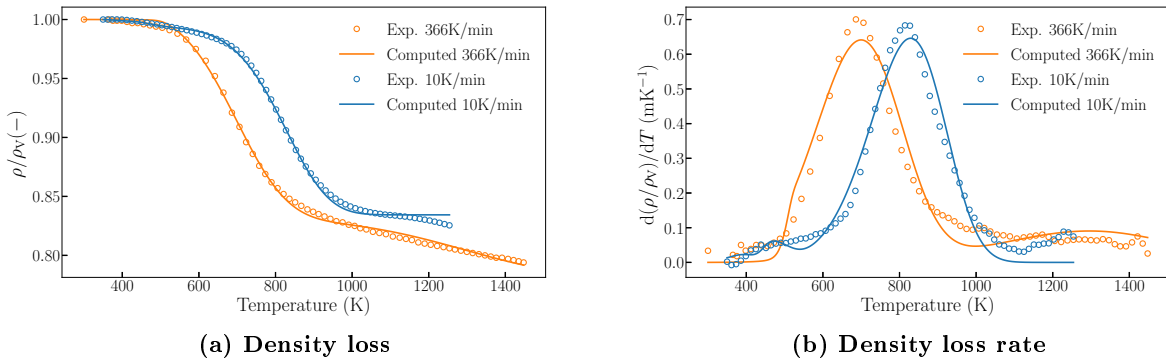 1.00
0.95
0.90
0.85
0.80
ρ/ρᵥ(−)
400 600 800 1000 1200 1400
Temperature (K)
Exp. 366K/min
Computed 366K/min
Exp. 10K/min
Computed 10K/min
(a) Density loss
0.7
0.6
0.5
0.4
0.3
0.2
0.1
0.0
d(ρ/ρᵥ)/dT (mK⁻¹)
400 600 800 1000 1200 1400
Temperature (K)
Exp. 366K/min
Computed 366K/min
Exp. 10K/min
Computed 10K/min
(b) Density loss rate